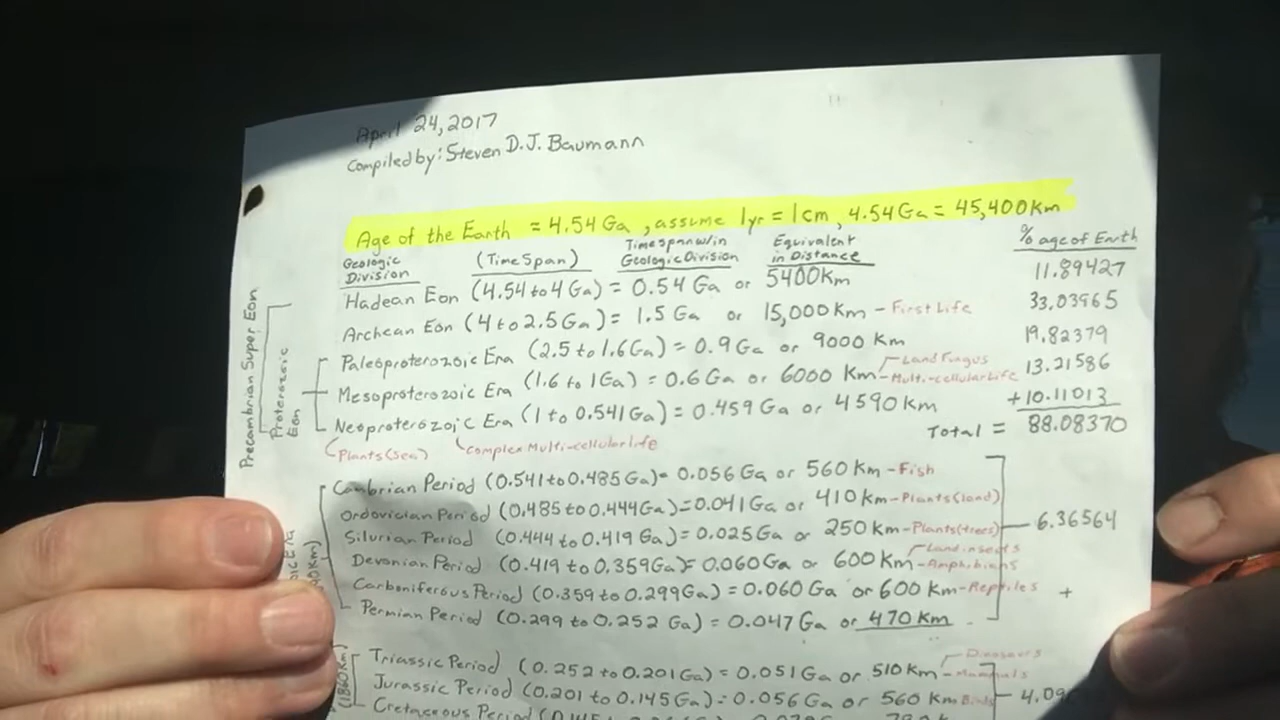 April 24, 2017
Compiled by: Steven D.J. Baumann
Age of the Earth = 4.54 Ga, assume 1yr = 1cm, 4.54 Ga = 45,400 Km
Geologic Division (Time Span) Time span w/in Geologic Division Equivalent in Distance % age of Earth
Hadean Eon (4.54 to 4 Ga) = 0.54 Ga or 5400 Km 11.89427
Archean Eon (4 to 2.5 Ga) = 1.5 Ga or 15,000 Km - First Life 33.03965
Paleoproterozoic Era (2.5 to 1.6 Ga) = 0.9 Ga or 9000 Km 19.82379
Land Fungus
Mesoproterozoic Era (1.6 to 1 Ga) = 0.6 Ga or 6000 Km - Multi-cellular Life 13.21586
Neoproterozoic Era (1 to 0.541 Ga) = 0.459 Ga or 4590 Km +10.11013
Plants (Sea) Complex Multi-cellular life Total = 88.08370
Precambrian Super Eon
Proterozoic Eon
Cambrian Period (0.541 to 0.485 Ga) = 0.056 Ga or 560 Km - Fish
Ordovician Period (0.485 to 0.444 Ga) = 0.041 Ga or 410 Km - Plants (land)
Silurian Period (0.444 to 0.419 Ga) = 0.025 Ga or 250 Km - Plants (trees) 6.36564
Land insects
Devonian Period (0.419 to 0.359 Ga) = 0.060 Ga or 600 Km - Amphibians
Carboniferous Period (0.359 to 0.299 Ga) = 0.060 Ga or 600 Km - Reptiles +
Permian Period (0.299 to 0.252 Ga) = 0.047 Ga or 470 Km
Dinosaurs
Triassic Period (0.252 to 0.201 Ga) = 0.051 Ga or 510 Km - Mammals
Jurassic Period (0.201 to 0.145 Ga) = 0.056 Ga or 560 Km Birds 4.09
Cretaceous Period